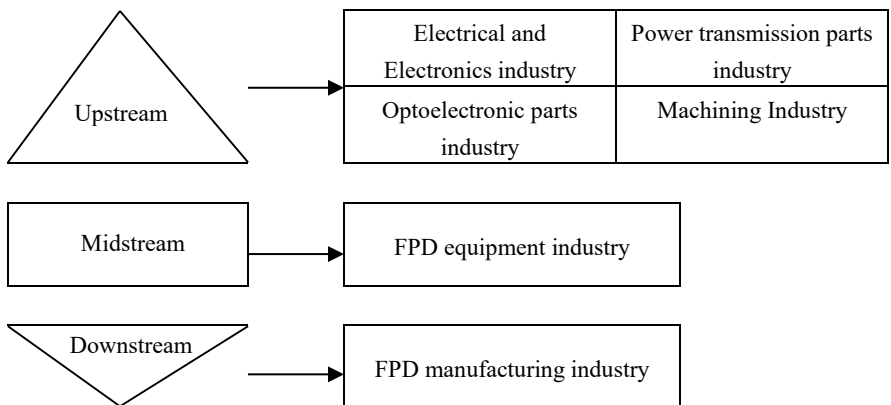 Upstream
Electrical and
Electronics industry
Power transmission parts
industry
Optoelectronic parts
industry
Machining Industry
Midstream
FPD equipment industry
Downstream
FPD manufacturing industry